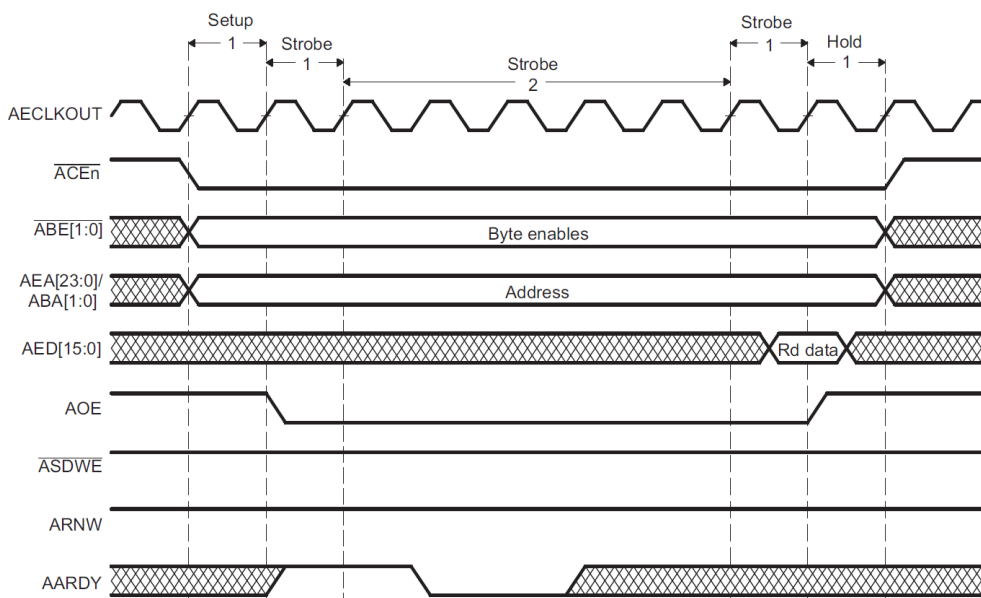 Setup
1
Strobe
1
Strobe
2
Strobe
1
Hold
1
AECLKOUT
ACEn
ABE[1:0]
Byte enables
AEA[23:0]/
ABA[1:0]
Address
AED[15:0]
Rd data
AOE
ASDWE
ARNW
AARDY